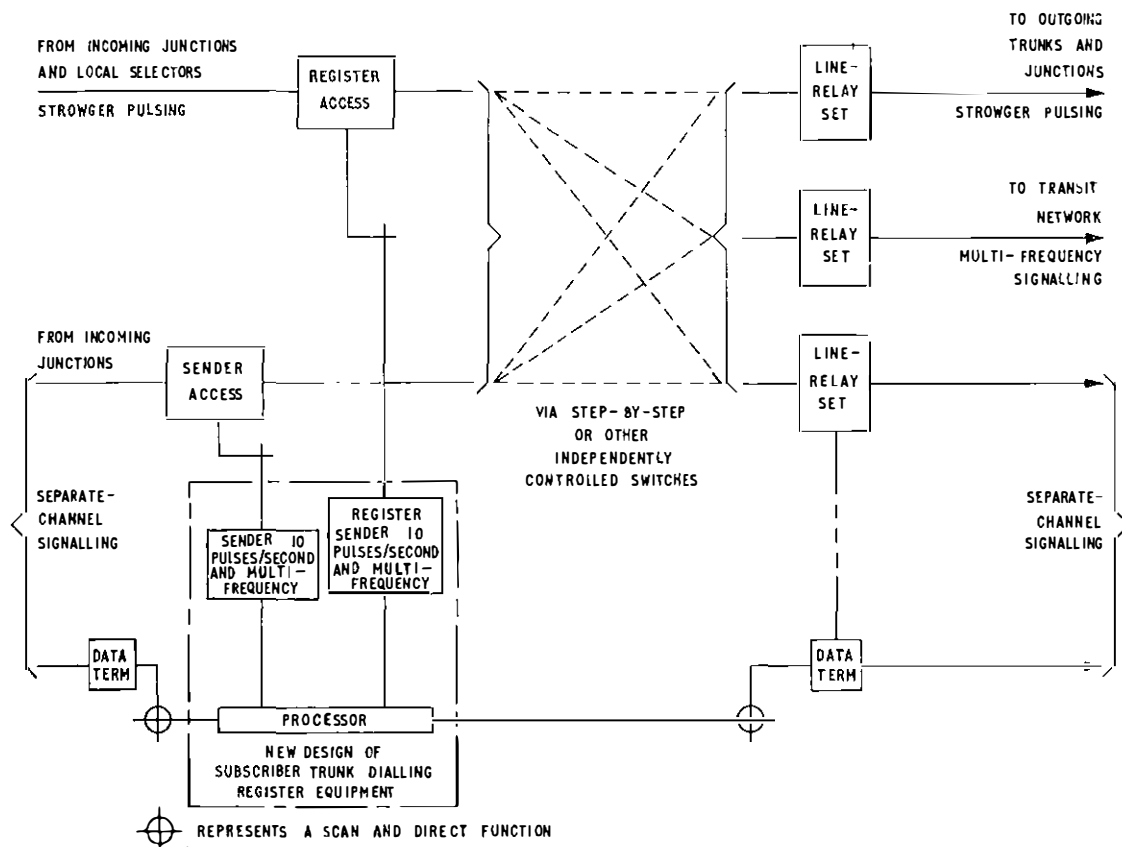 FROM INCOMING JUNCTIONS
AND LOCAL SELECTORS
STROWGER PULSING
REGISTER
ACCESS
LINE-
RELAY
SET
TO OUTGOING
TRUNKS AND
JUNCTIONS
STROWGER PULSING
LINE-
RELAY
SET
TO TRANSIT
NETWORK
MULTI-FREQUENCY
SIGNALLING
FROM INCOMING
JUNCTIONS
SENDER
ACCESS
LINE-
RELAY
SET
VIA STEP-BY-STEP
OR OTHER
INDEPENDENTLY
CONTROLLED SWITCHES
SEPARATE-
CHANNEL
SIGNALLING
SENDER 10
PULSES/SECOND
AND MULTI-
FREQUENCY
REGISTER
SENDER 10
PULSES/SECOND
AND MULTI-
FREQUENCY
SEPARATE-
CHANNEL
SIGNALLING
DATA
TERM
DATA
TERM
PROCESSOR
NEW DESIGN OF
SUBSCRIBER TRUNK DIALLING
REGISTER EQUIPMENT
REPRESENTS A SCAN AND DIRECT FUNCTION